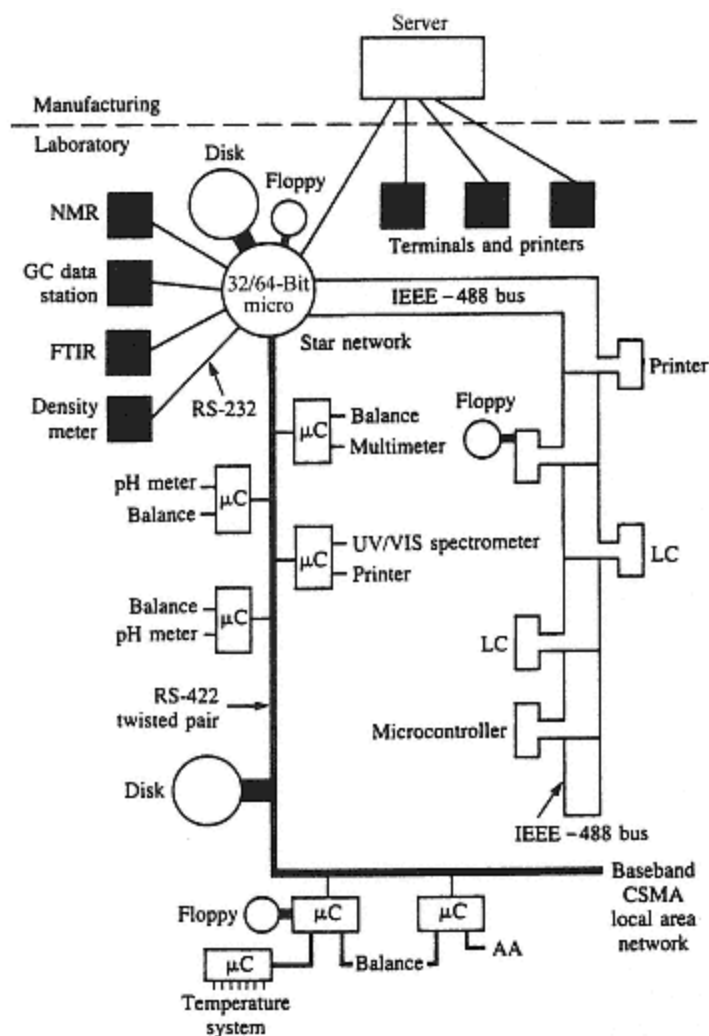 Server
Manufacturing
Laboratory
Disk
Floppy
NMR
Terminals and printers
GC data
station
32/64-Bit
micro
IEEE-488 bus
Star network
FTIR
Printer
RS-232
Density
meter
Floppy
μC
Balance
Multimeter
pH meter
Balance
μC
μC
UV/VIS spectrometer
Printer
LC
Balance
pH meter
μC
LC
RS-422
twisted pair
Microcontroller
Disk
IEEE-488 bus
Baseband
CSMA
local area
network
Floppy
μC
μC
AA
μC
Balance
Temperature
system